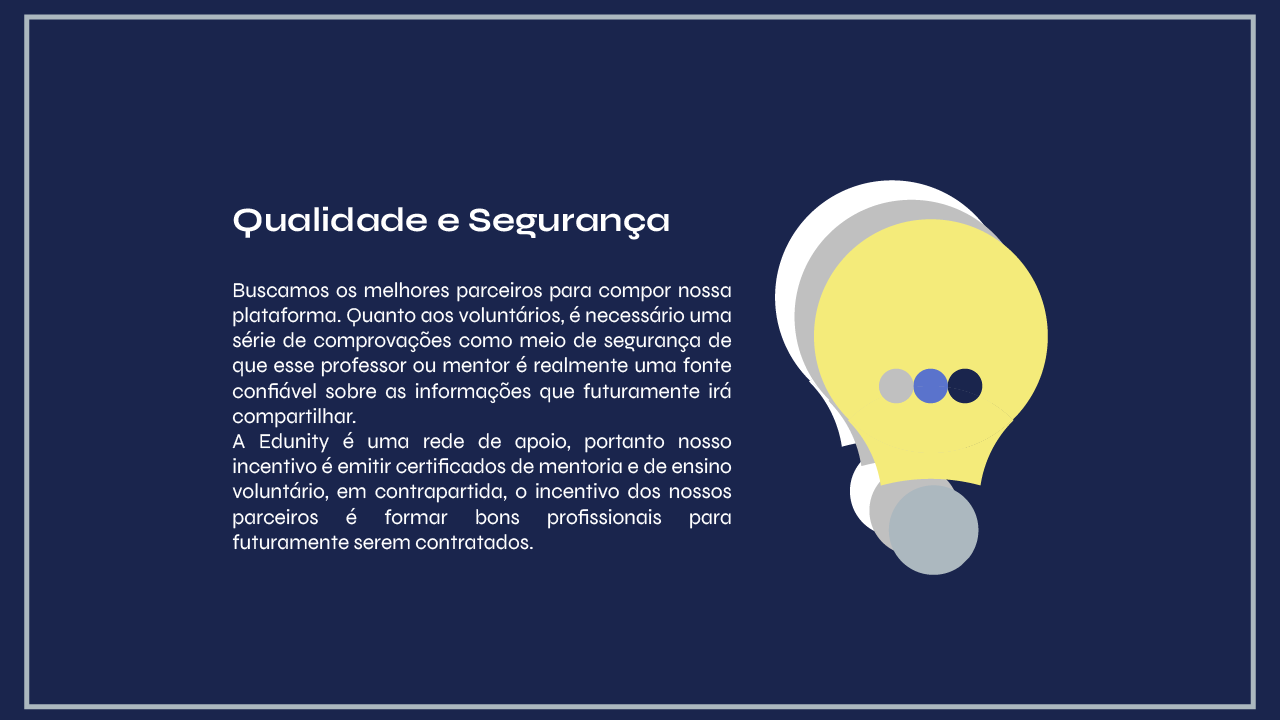 Qualidade e Segurança
Buscamos os melhores parceiros para compor nossa
plataforma. Quanto aos voluntários, é necessário uma
série de comprovações como meio de segurança de
que esse professor ou mentor é realmente uma fonte
confiável sobre as informações que futuramente irá
compartilhar.
A Edunity é uma rede de apoio, portanto nosso
incentivo é emitir certificados de mentoria e de ensino
voluntário, em contrapartida, o incentivo dos nossos
parceiros é formar bons profissionais para
futuramente serem contratados.